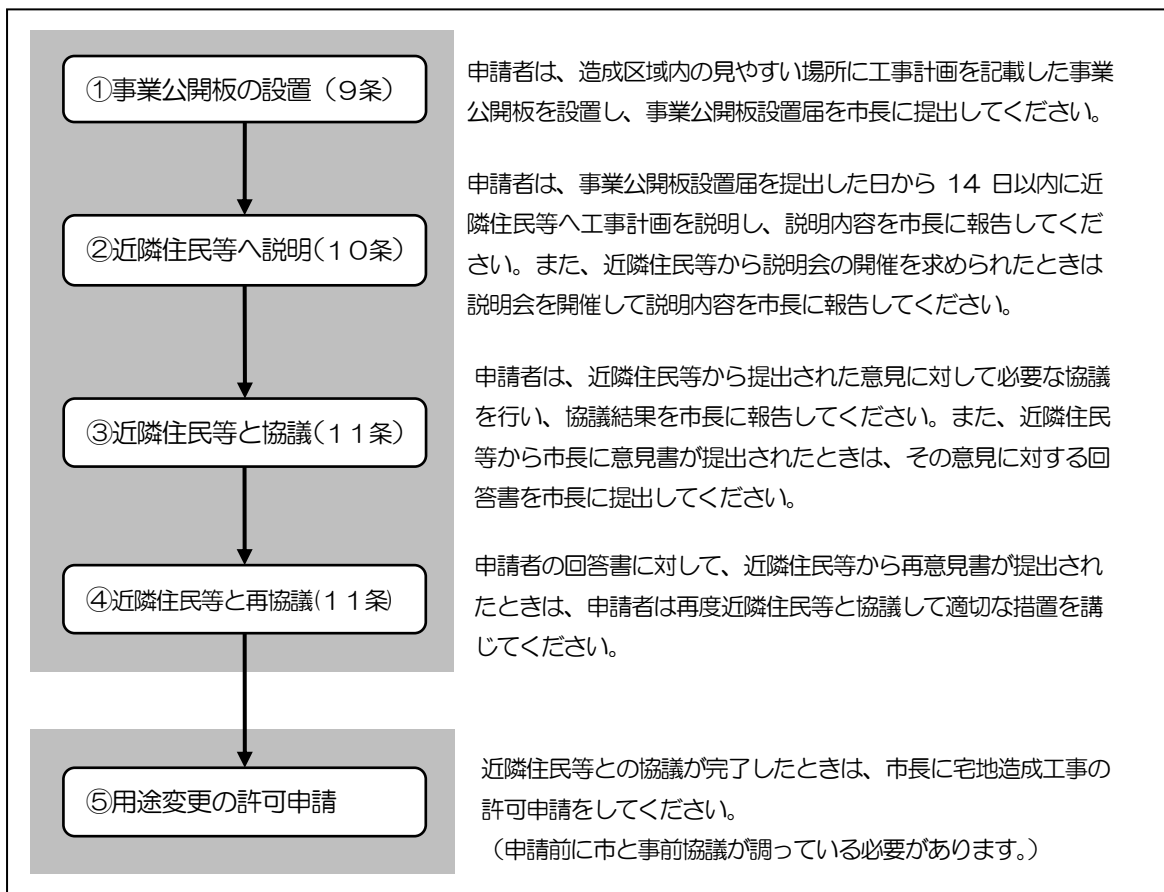 ①事業公開板の設置(9条)
申請者は、造成区域内の見やすい場所に工事計画を記載した事業
公開板を設置し、事業公開板設置届を市長に提出してください。
②近隣住民等へ説明(10条)
申請者は、事業公開板設置届を提出した日から 14 日以内に近
隣住民等へ工事計画を説明し、説明内容を市長に報告してくだ
さい。また、近隣住民等から説明会の開催を求められたときは
説明会を開催して説明内容を市長に報告してください。
③近隣住民等と協議(11条)
申請者は、近隣住民等から提出された意見に対して必要な協議
を行い、協議結果を市長に報告してください。また、近隣住民
等から市長に意見書が提出されたときは、その意見に対する回
答書を市長に提出してください。
④近隣住民等と再協議(11条)
申請者の回答書に対して、近隣住民等から再意見書が提出され
たときは、申請者は再度近隣住民等と協議して適切な措置を講
じてください。
⑤用途変更の許可申請
近隣住民等との協議が完了したときは、市長に宅地造成工事の
許可申請をしてください。
(申請前に市と事前協議が調っている必要があります。)